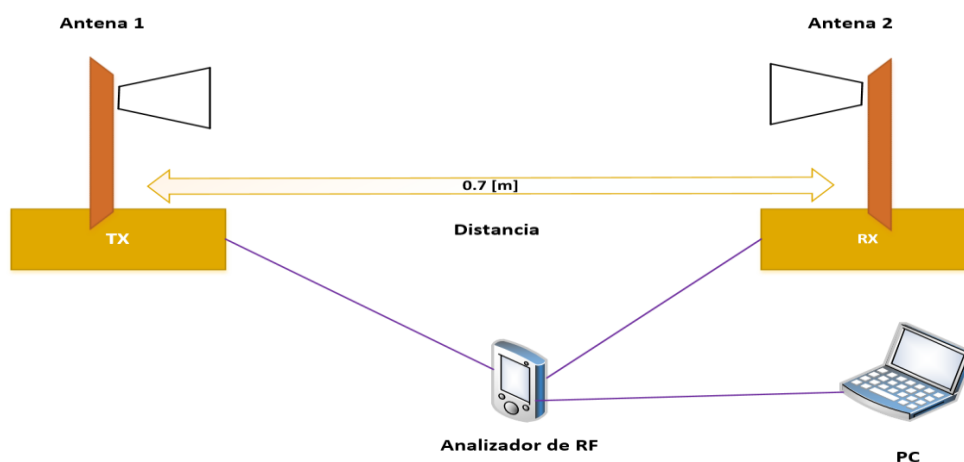 Antena 1
Antena 2
0.7 [m]
Distancia
TX
RX
Analizador de RF
PC